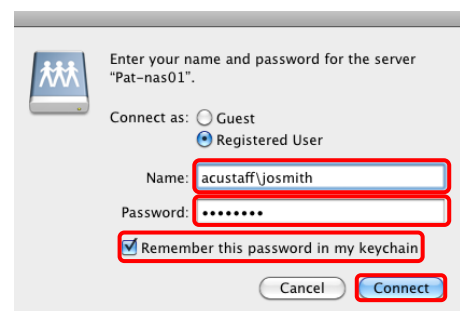 Enter your name and password for the server
"Pat-nas01".
Connect as: Guest
Registered User
Name: acustaff\josmith
Password: ••••••••
Remember this password in my keychain
Cancel Connect